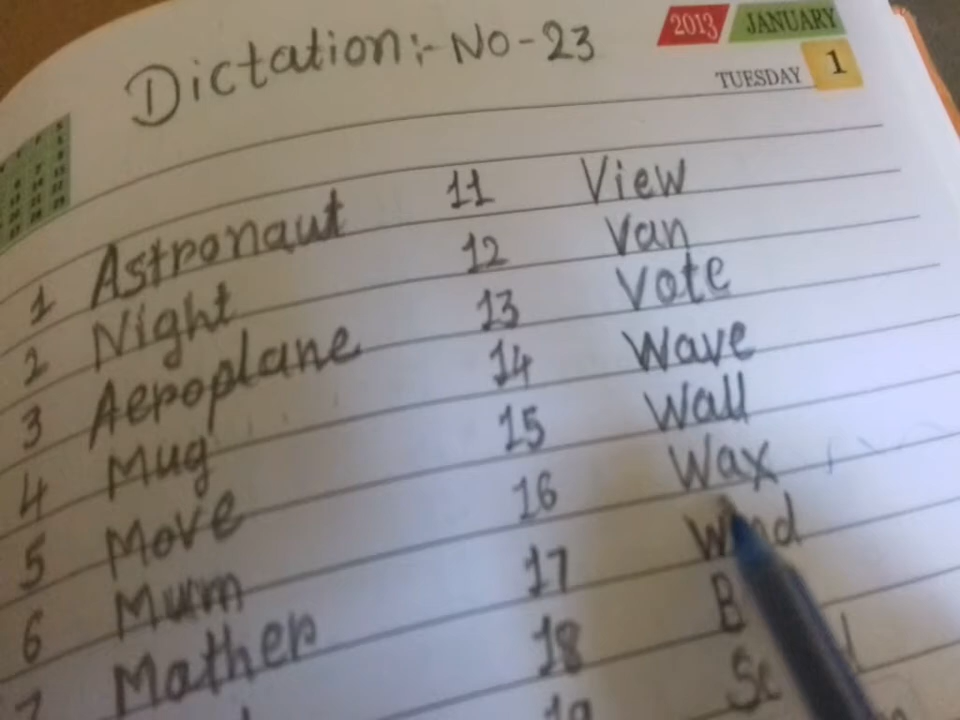 Dictation:- No-23
2013 JANUARY
TUESDAY 1
1 Astronaut 11 View
2 Night 12 Van
3 Aeroplane 13 Vote
4 Mug 14 Wave
5 Move 15 Wall
6 Mum 16 Wax
7 Mather 17
18